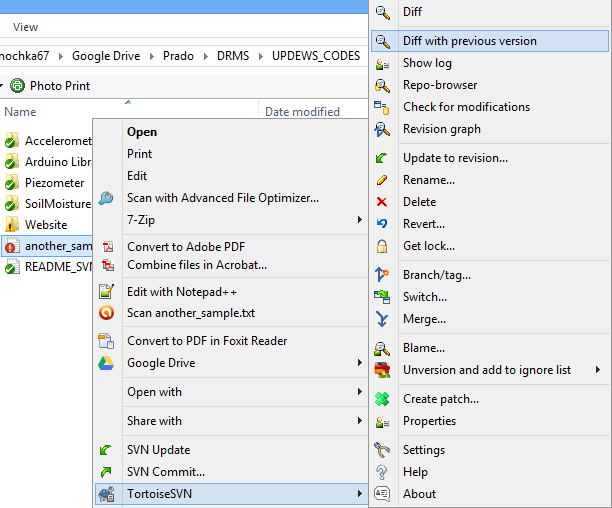 View
nochka67 Google Drive Prado DRMS UPDEWS_CODES
Photo Print
Name Date modified
Acceleromet
Arduino Libra
Piezometer
SoilMoisture
Website
another_sam
README_SVN
Open
Print
Edit
Scan with Advanced File Optimizer...
7-Zip
Convert to Adobe PDF
Combine files in Acrobat...
Edit with Notepad++
Scan another_sample.txt
Convert to PDF in Foxit Reader
Google Drive
Open with
Share with
SVN Update
SVN Commit...
TortoiseSVN
Diff
Diff with previous version
Show log
Repo-browser
Check for modifications
Revision graph
Update to revision...
Rename...
Delete
Revert...
Get lock...
Branch/tag...
Switch...
Merge...
Blame...
Unversion and add to ignore list
Create patch...
Properties
Settings
Help
About